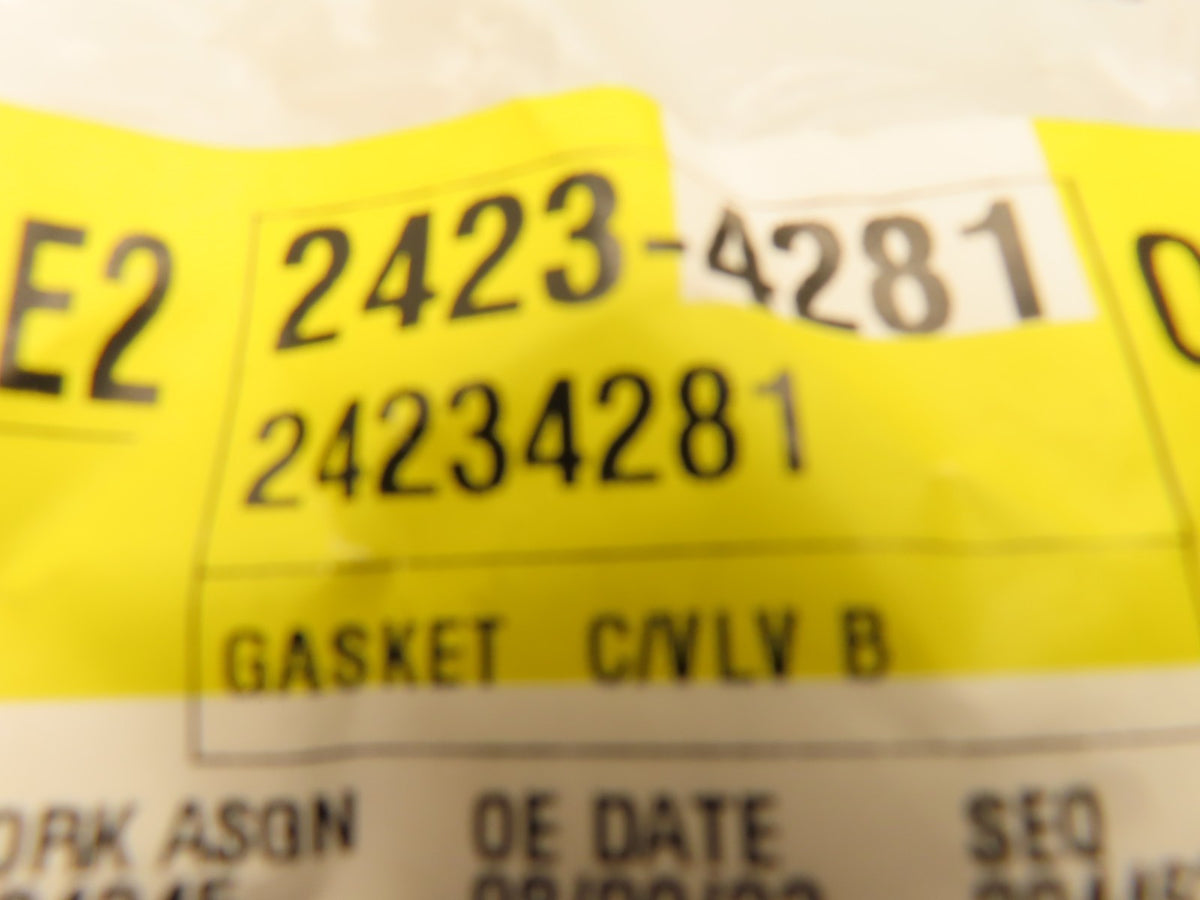 E2 2423-4281
24234281
GASKET C/VLV B
ORK ASGN OE DATE SEQ